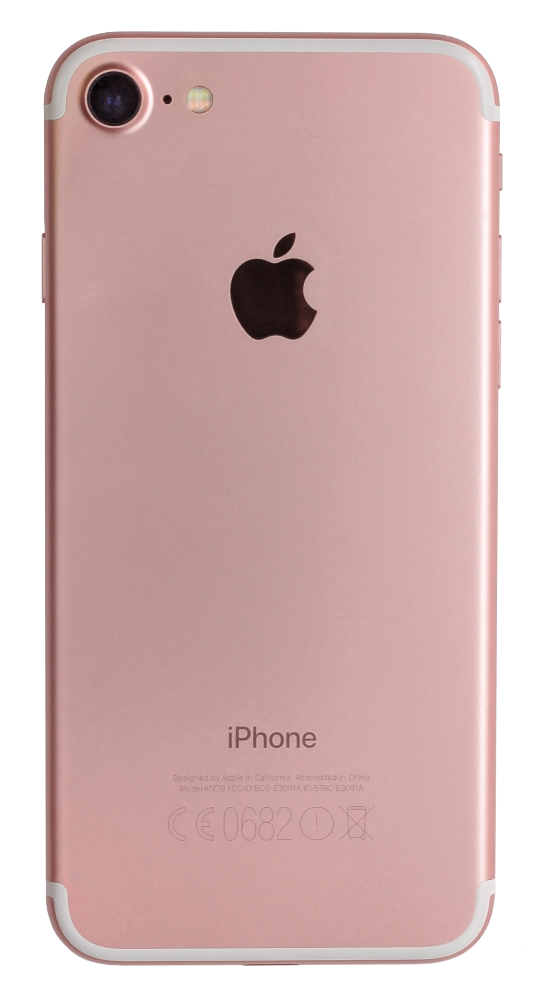 iPhone
Designed by Apple in California Assembled in China
Model A1778 FCC ID: BCG-E3091A IC: 579C-E3091A
CE0682